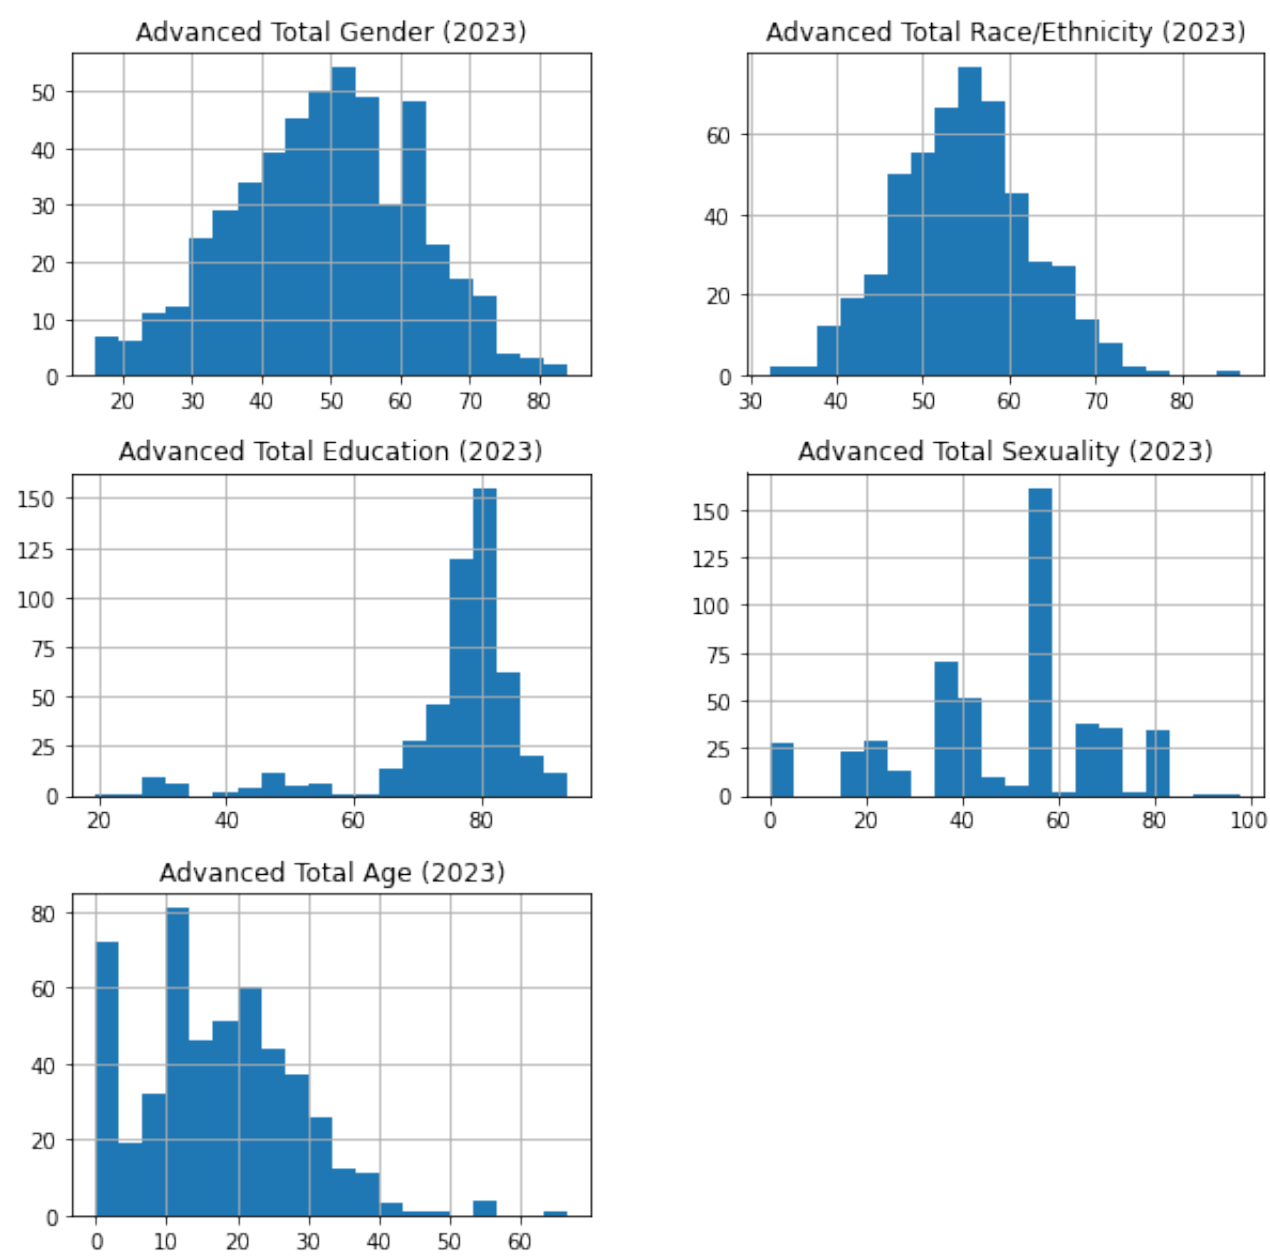 Advanced Total Gender (2023)
50
40
30
20
10
0
20 30 40 50 60 70 80
Advanced Total Race/Ethnicity (2023)
60
40
20
0
30 40 50 60 70 80
Advanced Total Education (2023)
150
125
100
75
50
25
0
20 40 60 80
Advanced Total Sexuality (2023)
150
125
100
75
50
25
0
0 20 40 60 80 100
Advanced Total Age (2023)
80
60
40
20
0
0 10 20 30 40 50 60